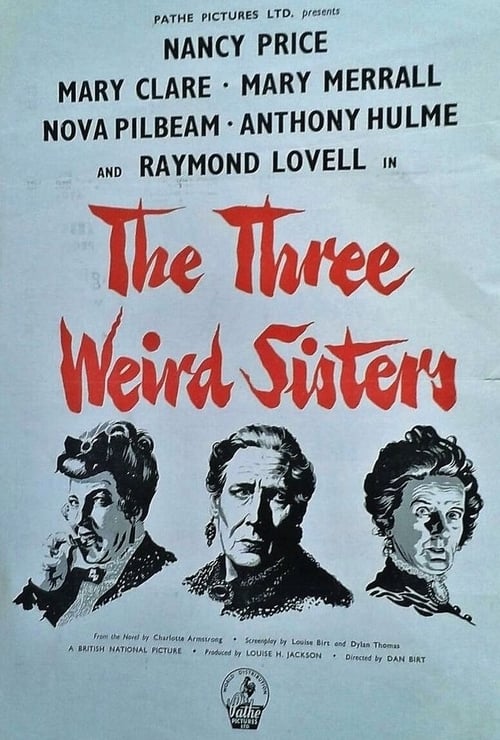 PATHE PICTURES LTD. presents
NANCY PRICE
MARY CLARE · MARY MERRALL
NOVA PILBEAM · ANTHONY HULME
AND RAYMOND LOVELL IN
The Three
Weird Sisters
From the Novel by Charlotte Armstrong • Screenplay by Louise Birt and Dylan Thomas
A BRITISH NATIONAL PICTURE • Produced by LOUISE H. JACKSON • Directed by DAN BIRT
WORLD DISTRIBUTION
Pathe
PICTURES
LTD